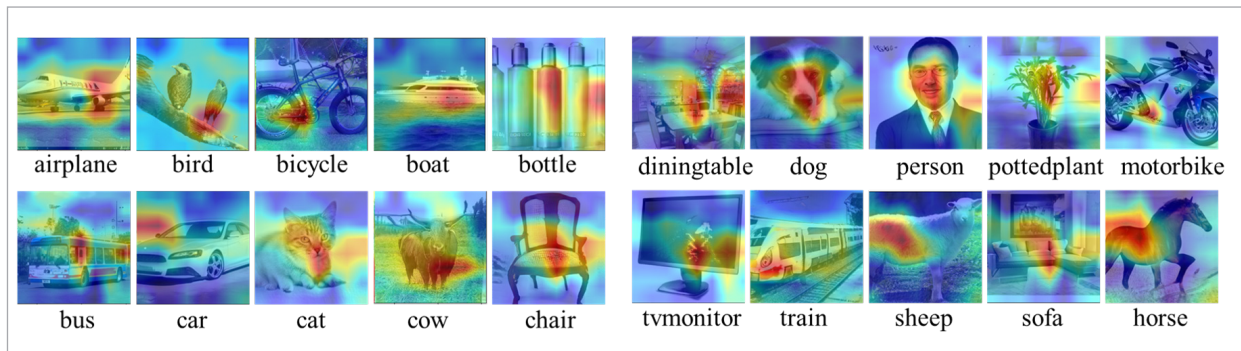 airplane bird bicycle boat bottle diningtable dog person pottedplant motorbike
bus car cat cow chair tvmonitor train sheep sofa horse